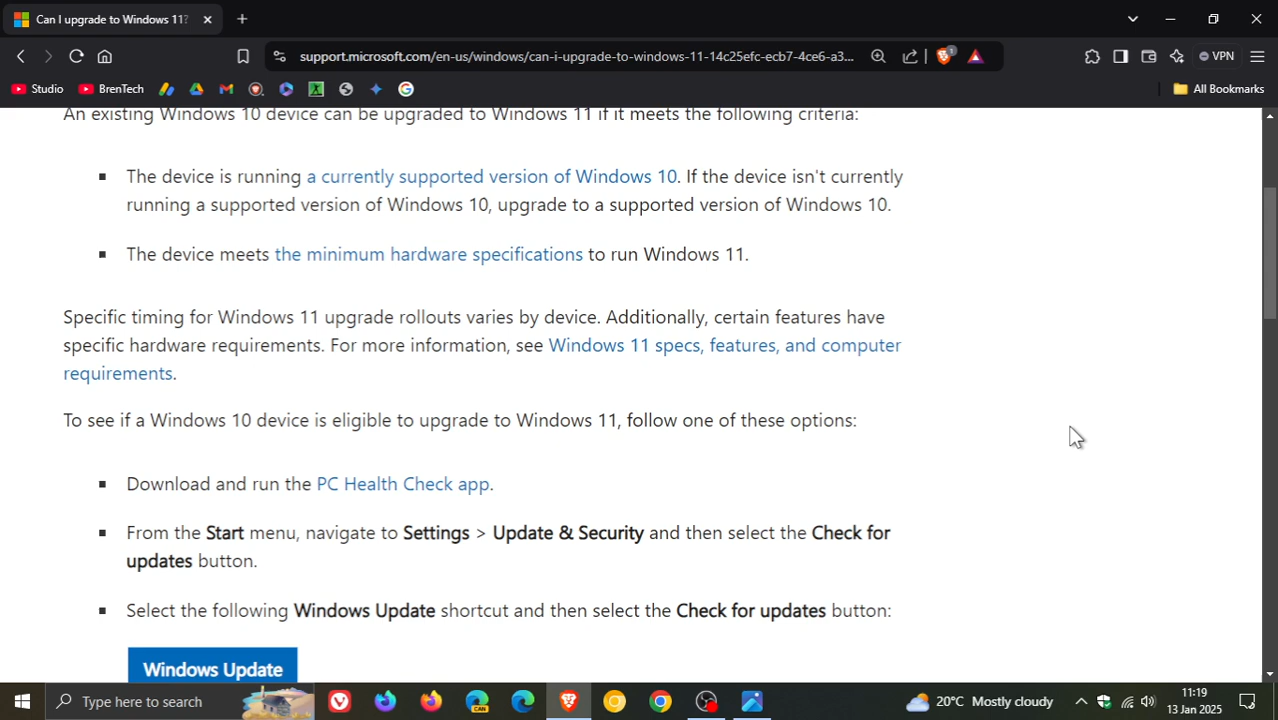 Can I upgrade to Windows 11?
support.microsoft.com/en-us/windows/can-i-upgrade-to-windows-11-14c25efc-ecb7-4ce6-a3...
1
VPN
Studio
BrenTech
All Bookmarks
An existing Windows 10 device can be upgraded to Windows 11 if it meets the following criteria:
The device is running a currently supported version of Windows 10. If the device isn't currently
running a supported version of Windows 10, upgrade to a supported version of Windows 10.
The device meets the minimum hardware specifications to run Windows 11.
Specific timing for Windows 11 upgrade rollouts varies by device. Additionally, certain features have
specific hardware requirements. For more information, see Windows 11 specs, features, and computer
requirements.
To see if a Windows 10 device is eligible to upgrade to Windows 11, follow one of these options:
Download and run the PC Health Check app.
From the Start menu, navigate to Settings > Update & Security and then select the Check for
updates button.
Select the following Windows Update shortcut and then select the Check for updates button:
Windows Update
Type here to search
CAN
20°C Mostly cloudy
11:19
13 Jan 2025